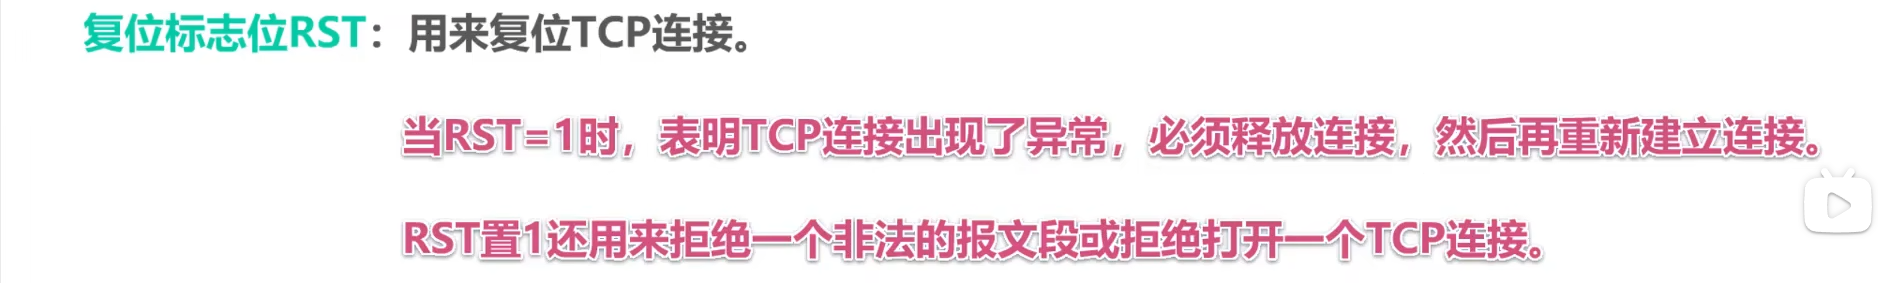 复位标志位RST：用来复位TCP连接。
当RST=1时，表明TCP连接出现了异常，必须释放连接，然后再重新建立连接。
RST置1还用来拒绝一个非法的报文段或拒绝打开一个TCP连接。